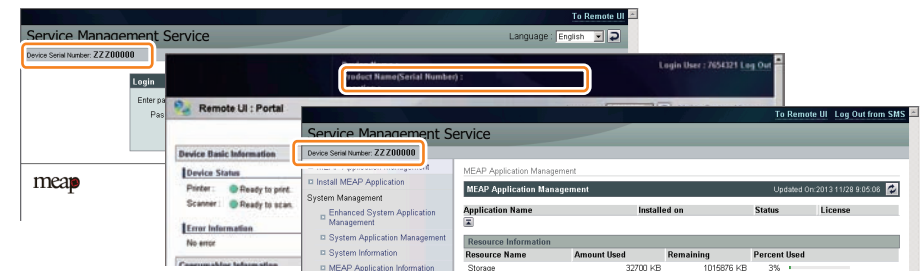 To Remote UI
Service Management Service
Language : English
Device Serial Number: ZZZ00000
Login
Enter pa
Pas
meap
Login User : 7654321 Log Out
Product Name(Serial Number) :
Remote UI : Portal
Device Basic Information
Device Status
Printer : Ready to print.
Scanner : Ready to scan.
Error Information
No error
Consumables Information
To Remote UI Log Out from SMS
Service Management Service
Device Serial Number: ZZZ00000
MEAP Application Management
Install MEAP Application
System Management
Enhanced System Application
Management
System Application Management
System Information
MEAP Application Information
MEAP Application Management
MEAP Application Management Updated On:2013 11/28 9:05:06
Application Name Installed on Status License
Resource Information
Resource Name Amount Used Remaining Percent Used
Storage 32700 KB 1015876 KB 3%